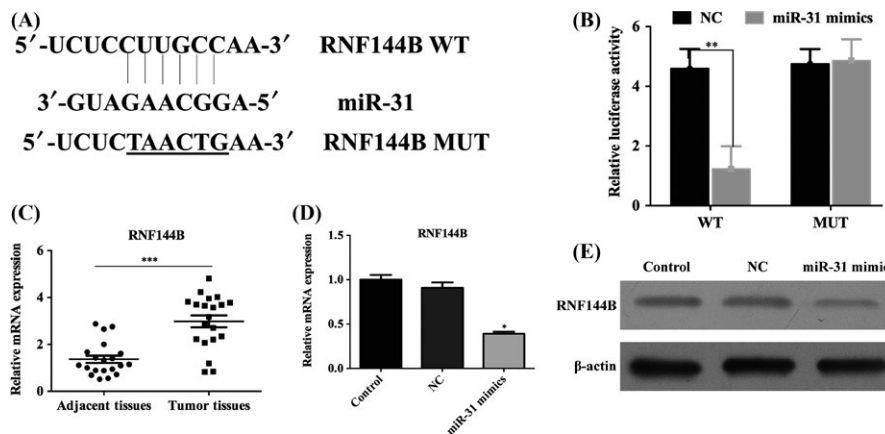 (A)
5′-UCUCCUUGCCAA-3′ RNF144B WT
3′-GUAGAACGGA-5′ miR-31
5′-UCUCTAACTGAA-3′ RNF144B MUT
(B)
NC miR-31 mimics
Relative luciferase activity
6
4
2
0
**
WT MUT
(C)
RNF144B
Relative mRNA expression
6
4
2
0
***
Adjacent tissues Tumor tissues
(D)
RNF144B
Relative mRNA expression
1.5
1.0
0.5
0.0
*
Control
NC
miR-31 mimics
(E)
Control NC miR-31 mimic
RNF144B
β-actin